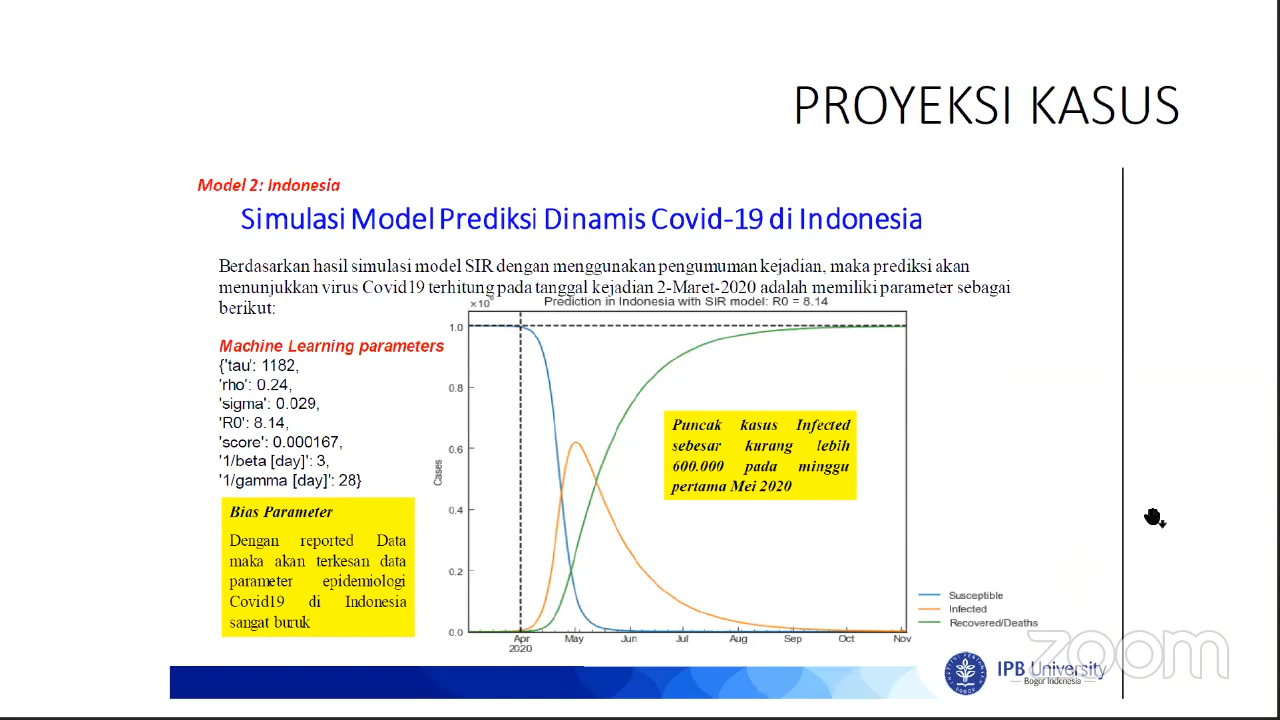 PROYEKSI KASUS
Model 2: Indonesia
Simulasi Model Prediksi Dinamis Covid-19 di Indonesia
Berdasarkan hasil simulasi model SIR dengan menggunakan pengumuman kejadian, maka prediksi akan
menunjukkan virus Covid19 terhitung pada tanggal kejadian 2-Maret-2020 adalah memiliki parameter sebagai
berikut:
Prediction in Indonesia with SIR model: R0 = 8.14
Machine Learning parameters
{'tau': 1182,
'rho': 0.24,
'sigma': 0.029,
'R0': 8.14,
'score': 0.000167,
'1/beta [day]': 3,
'1/gamma [day]': 28}
Bias Parameter
Dengan reported Data
maka akan terkesan data
parameter epidemiologi
Covid19 di Indonesia
sangat buruk
1.0
0.8
0.6
0.4
0.2
0.0
Cases
Puncak kasus Infected
sebesar kurang lebih
600.000 pada minggu
pertama Mei 2020
Apr May Jun Jul Aug Sep Oct Nov
2020
Susceptible
Infected
Recovered/Deaths
zoom
IPB University
Bogor Indonesia